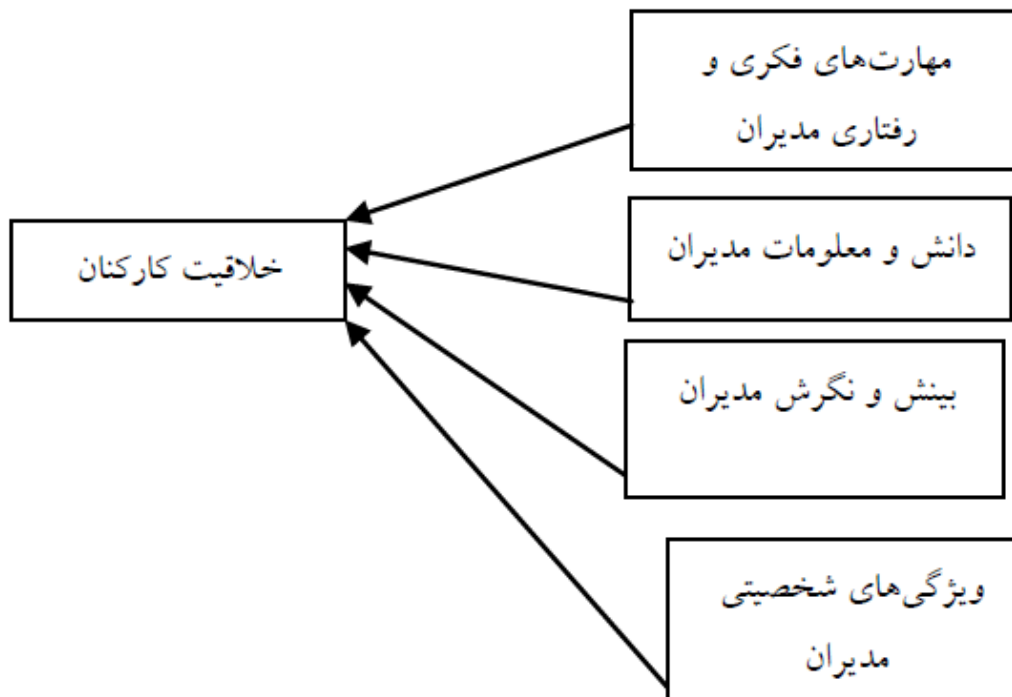 مهارت‌های فکری و
رفتاری مدیران
دانش و معلومات مدیران
خلاقیت کارکنان
بینش و نگرش مدیران
ویژگی‌های شخصیتی
مدیران